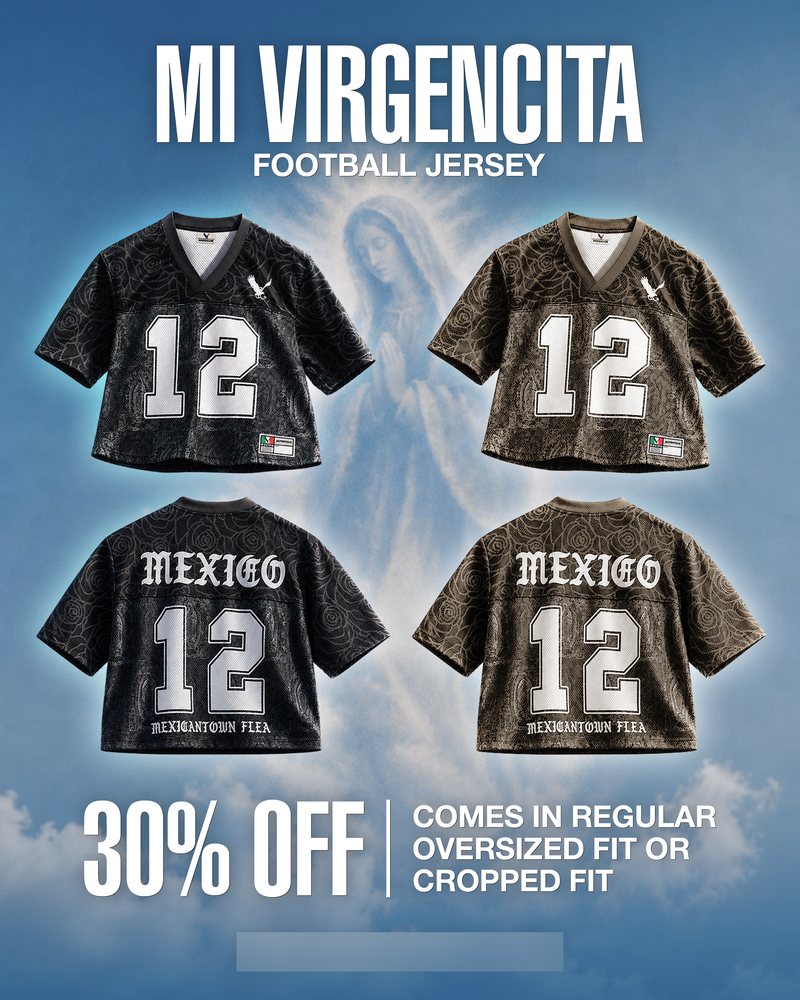 MI VIRGENCITA
FOOTBALL JERSEY
12
12
MEXICO
12
MEXICANTOWN FLEA
MEXICO
12
MEXICANTOWN FLEA
30% OFF
COMES IN REGULAR
OVERSIZED FIT OR
CROPPED FIT